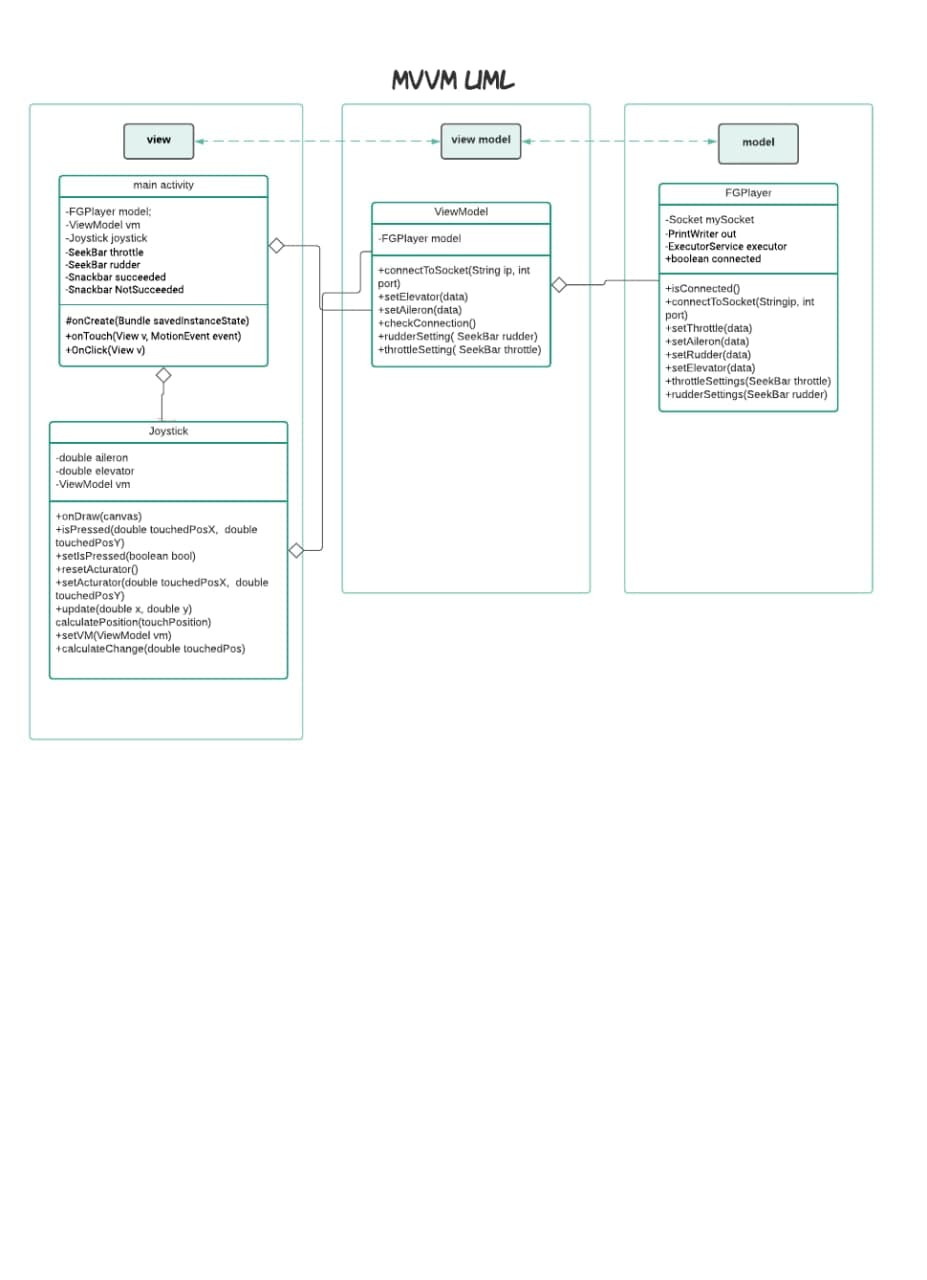 MVVM UML
view
view model
model
main activity
-FGPlayer model;
-ViewModel vm
-Joystick joystick
-SeekBar throttle
-SeekBar rudder
-Snackbar succeeded
-Snackbar NotSucceeded
#onCreate(Bundle savedInstanceState)
+onTouch(View v, MotionEvent event)
+OnClick(View v)
Joystick
-double aileron
-double elevator
-ViewModel vm
+onDraw(canvas)
+isPressed(double touchedPosX, double
touchedPosY)
+setIsPressed(boolean bool)
+resetActurator()
+setActurator(double touchedPosX, double
touchedPosY)
+update(double x, double y)
calculatePosition(touchPosition)
+setVM(ViewModel vm)
+calculateChange(double touchedPos)
ViewModel
-FGPlayer model
+connectToSocket(String ip, int
port)
+setElevator(data)
+setAileron(data)
+checkConnection()
+rudderSetting( SeekBar rudder)
+throttleSetting( SeekBar throttle)
FGPlayer
-Socket mySocket
-PrintWriter out
-ExecutorService executor
+boolean connected
+isConnected()
+connectToSocket(Stringip, int
port)
+setThrottle(data)
+setAileron(data)
+setRudder(data)
+setElevator(data)
+throttleSettings(SeekBar throttle)
+rudderSettings(SeekBar rudder)